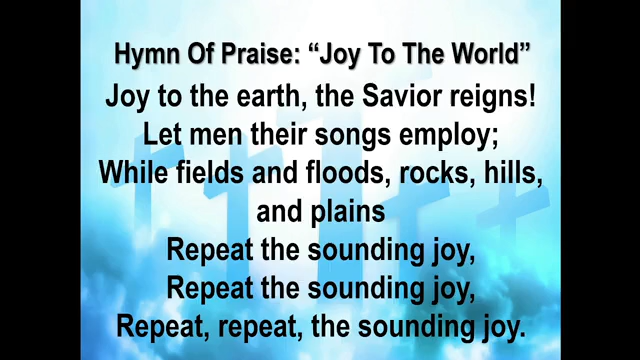 Hymn Of Praise: “Joy To The World”
Joy to the earth, the Savior reigns!
Let men their songs employ;
While fields and floods, rocks, hills,
and plains
Repeat the sounding joy,
Repeat the sounding joy,
Repeat, repeat, the sounding joy.